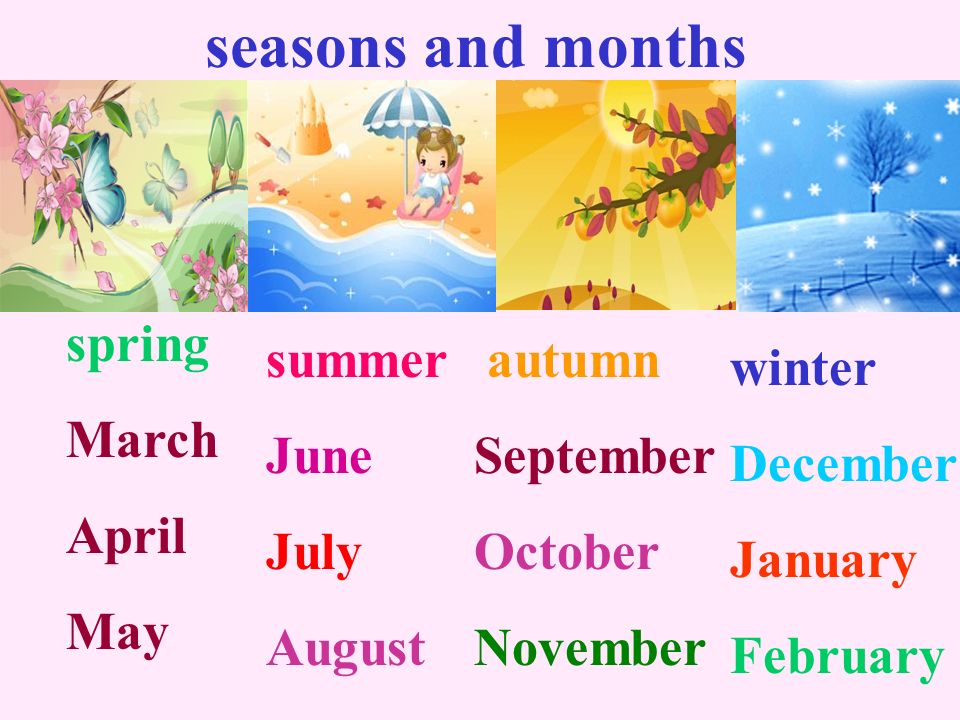 seasons and months
spring
March
April
May
summer
June
July
August
autumn
September
October
November
winter
December
January
February